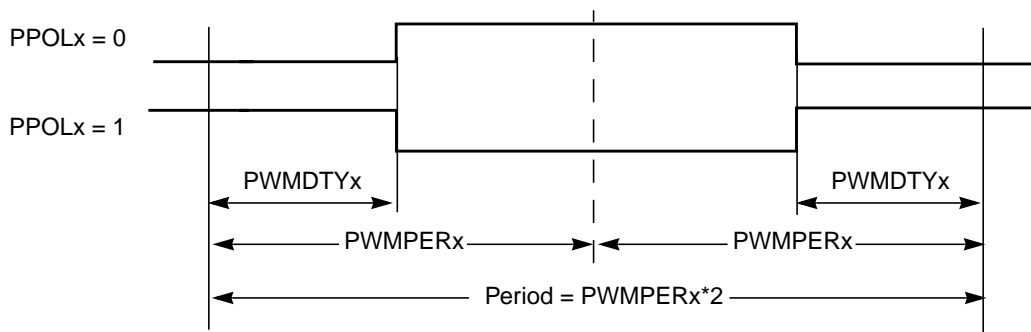 PPOLx = 0
PPOLx = 1
PWMDTYx
PWMDTYx
PWMPERx
PWMPERx
Period = PWMPERx*2